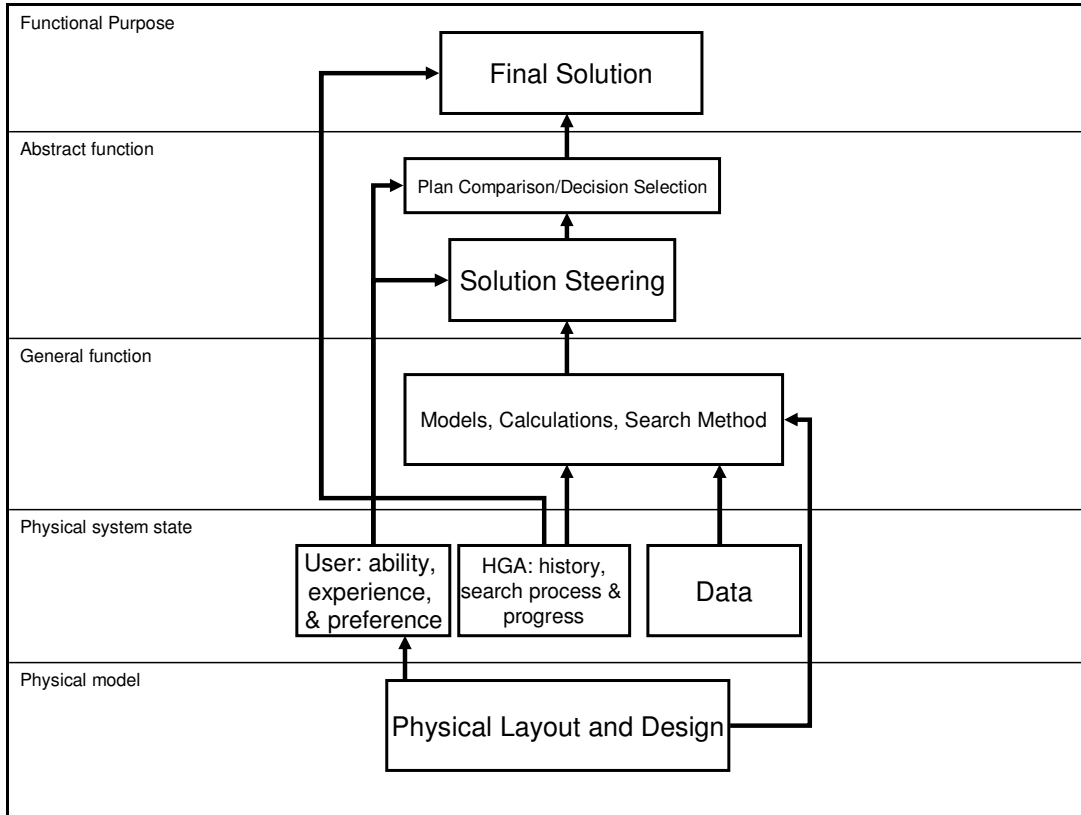 Functional Purpose
Final Solution
Abstract function
Plan Comparison/Decision Selection
Solution Steering
General function
Models, Calculations, Search Method
Physical system state
User: ability,
experience,
& preference
HGA: history,
search process &
progress
Data
Physical model
Physical Layout and Design